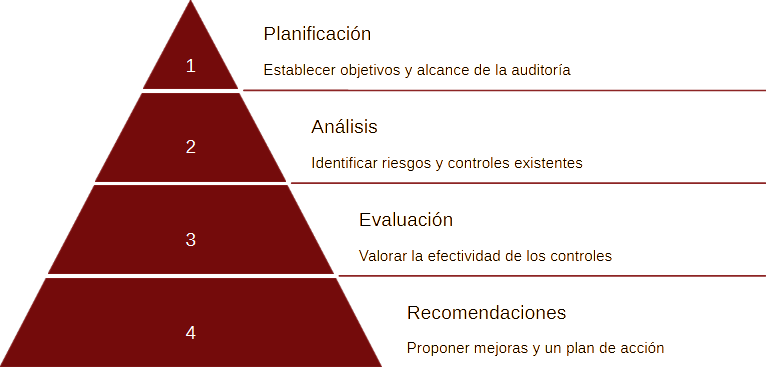 1
Planificación
Establecer objetivos y alcance de la auditoría
2
Análisis
Identificar riesgos y controles existentes
3
Evaluación
Valorar la efectividad de los controles
4
Recomendaciones
Proponer mejoras y un plan de acción